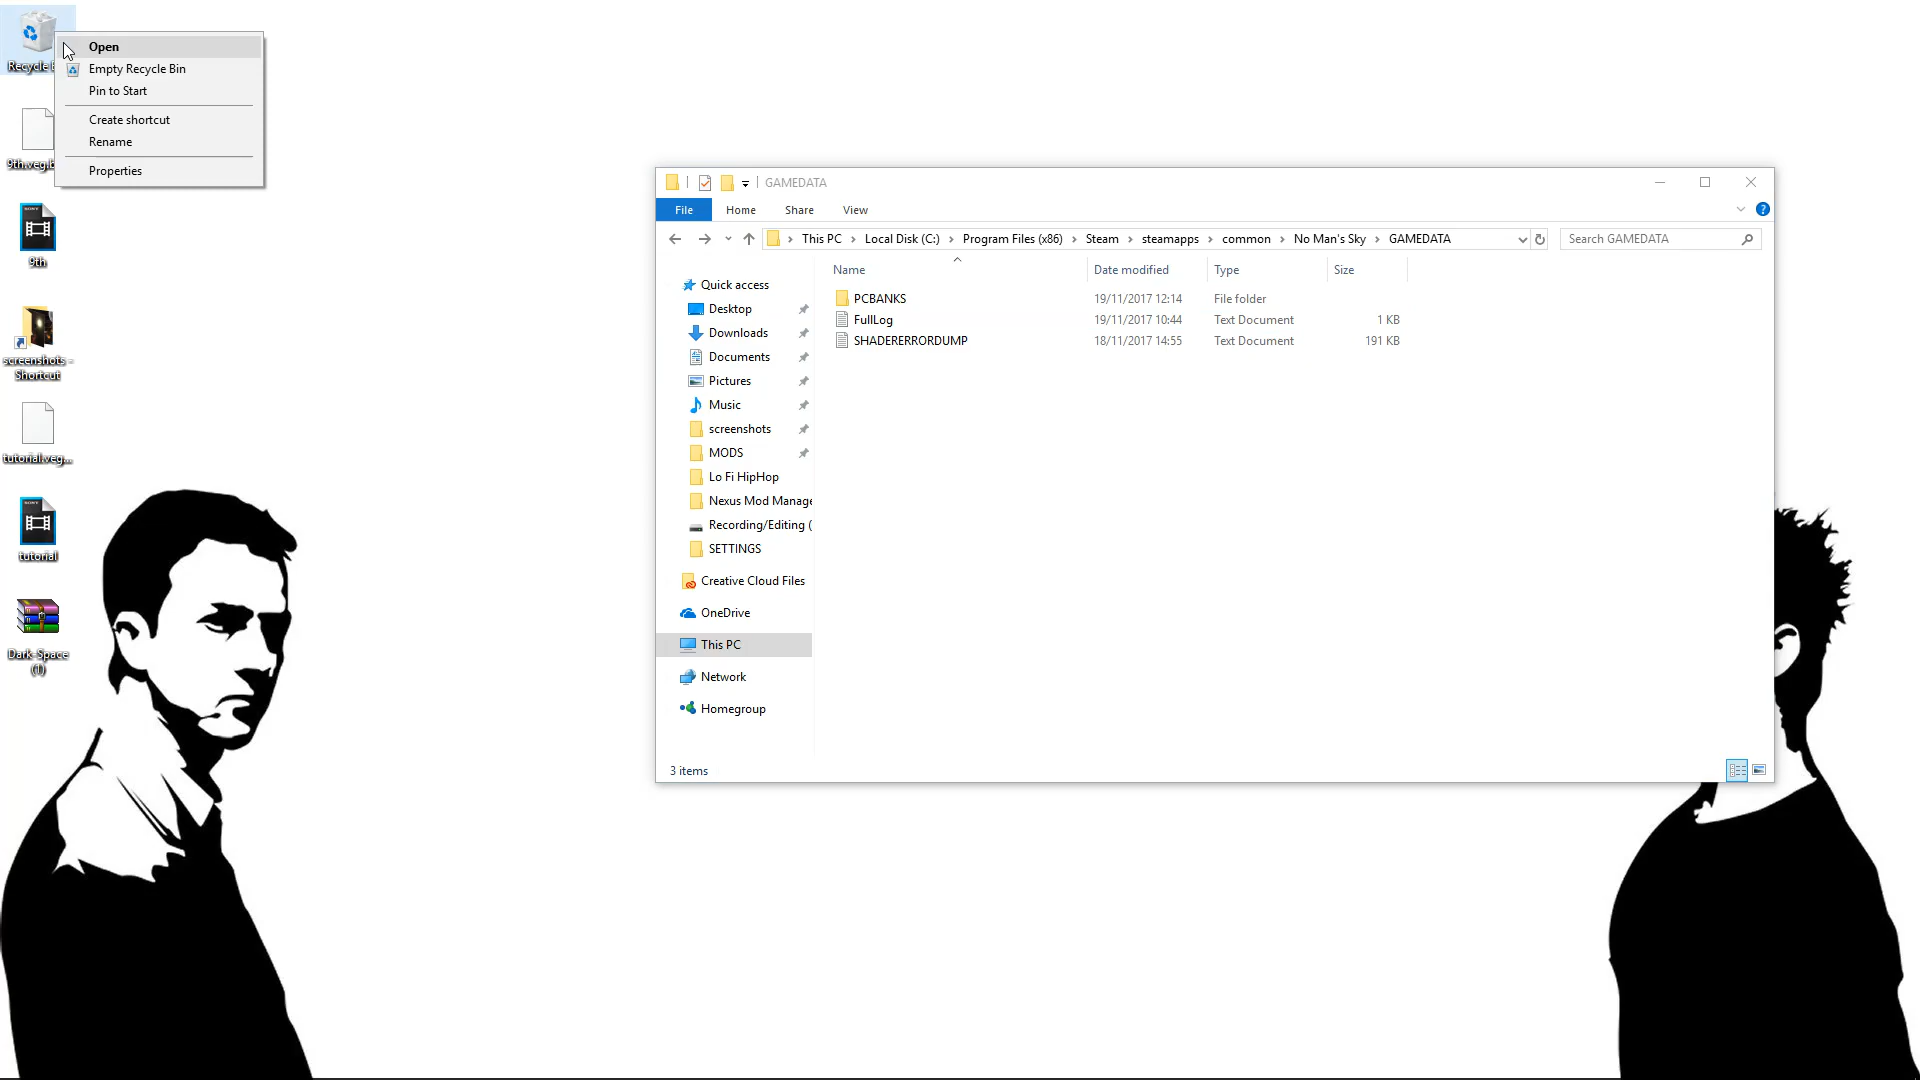 Open
Empty Recycle Bin
Pin to Start
Create shortcut
Rename
Properties
Recycle
9th.veg.b
9th
screenshots -
Shortcut
tutorial.veg...
tutorial
Dark-Space
(1)
GAMEDATA
File Home Share View
This PC Local Disk (C:) Program Files (x86) Steam steamapps common No Man's Sky GAMEDATA
Search GAMEDATA
Name Date modified Type Size
PCBANKS 19/11/2017 12:14 File folder
FullLog 19/11/2017 10:44 Text Document 1 KB
SHADERERRORDUMP 18/11/2017 14:55 Text Document 191 KB
Quick access
Desktop
Downloads
Documents
Pictures
Music
screenshots
MODS
Lo Fi HipHop
Nexus Mod Manage
Recording/Editing (
SETTINGS
Creative Cloud Files
OneDrive
This PC
Network
Homegroup
3 items